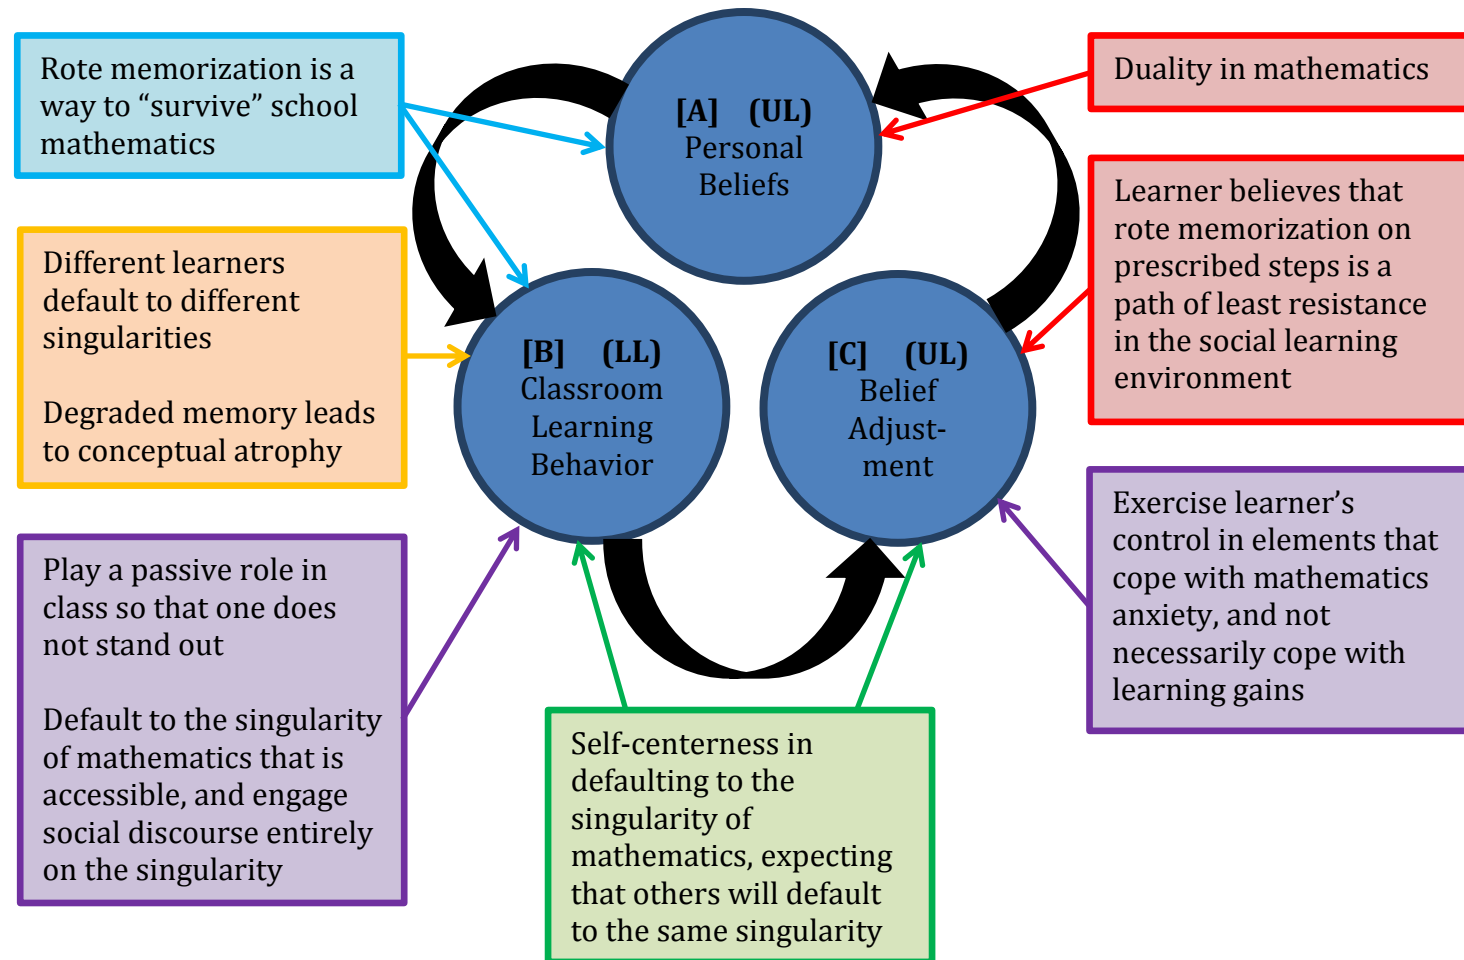 Rote memorization is a
way to “survive” school
mathematics
Different learners
default to different
singularities
Degraded memory leads
to conceptual atrophy
Play a passive role in
class so that one does
not stand out
Default to the singularity
of mathematics that is
accessible, and engage
social discourse entirely
on the singularity
[A] (UL)
Personal
Beliefs
[B] (LL)
Classroom
Learning
Behavior
[C] (UL)
Belief
Adjust-
ment
Self-centerness in
defaulting to the
singularity of
mathematics, expecting
that others will default
to the same singularity
Duality in mathematics
Learner believes that
rote memorization on
prescribed steps is a
path of least resistance
in the social learning
environment
Exercise learner’s
control in elements that
cope with mathematics
anxiety, and not
necessarily cope with
learning gains